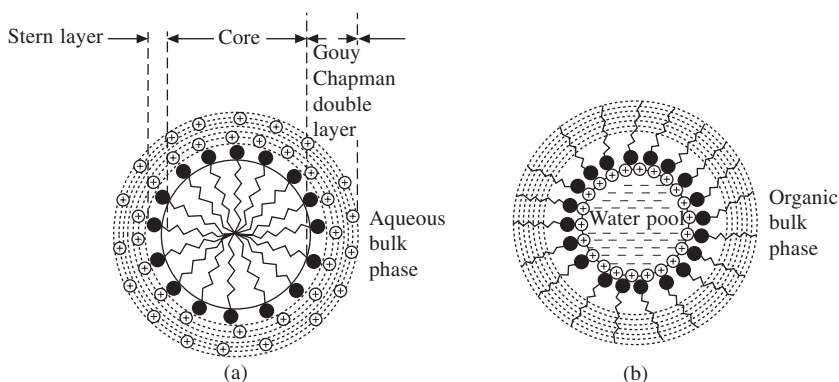 Stern layer
Core
Gouy
Chapman
double
layer
Aqueous
bulk
phase
(a)
Water pool
Organic
bulk
phase
(b)